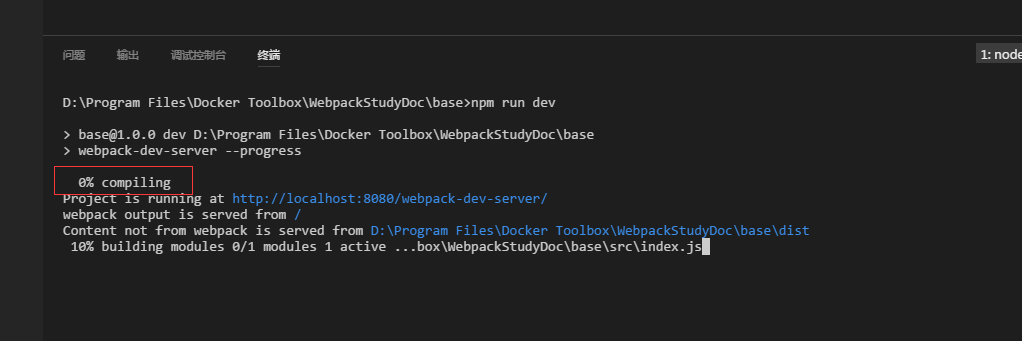 问题 输出 调试控制台 终端 1: node
D:\Program Files\Docker Toolbox\WebpackStudyDoc\base>npm run dev
> base@1.0.0 dev D:\Program Files\Docker Toolbox\WebpackStudyDoc\base
> webpack-dev-server --progress
0% compiling
Project is running at http://localhost:8080/webpack-dev-server/
webpack output is served from /
Content not from webpack is served from D:\Program Files\Docker Toolbox\WebpackStudyDoc\base\dist
10% building modules 0/1 modules 1 active ...box\WebpackStudyDoc\base\src\index.js